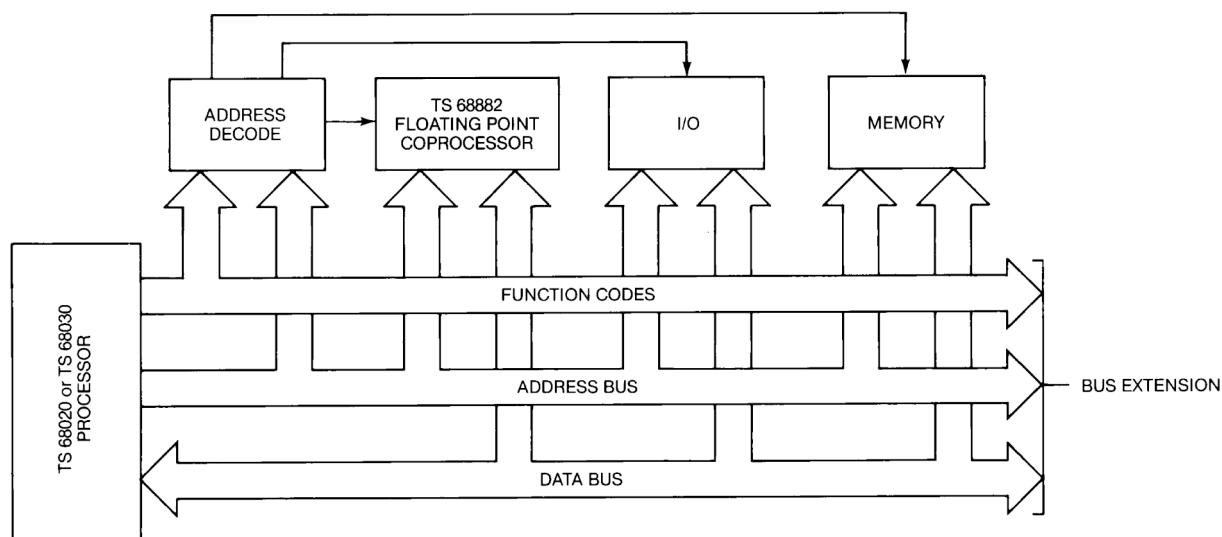 ADDRESS
DECODE
TS 68882
FLOATING POINT
COPROCESSOR
I/O
MEMORY
TS 68020 or TS 68030
PROCESSOR
FUNCTION CODES
ADDRESS BUS
BUS EXTENSION
DATA BUS